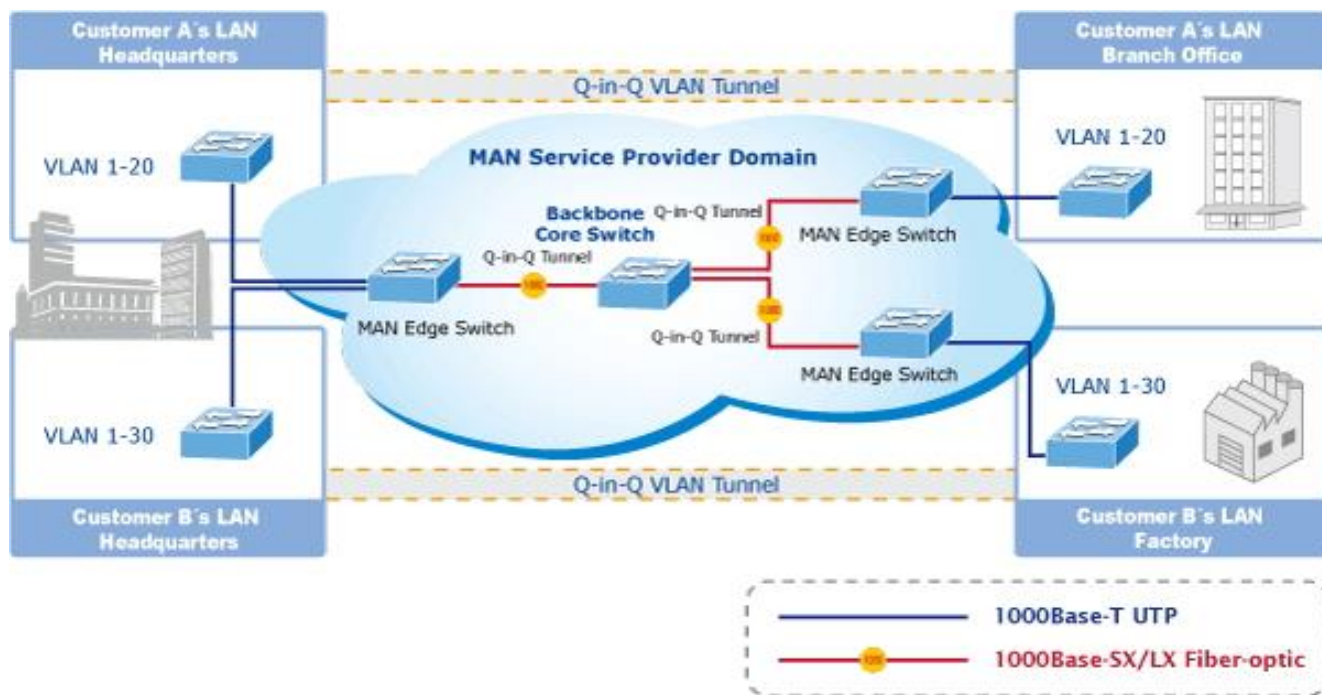 Customer A´s LAN
Headquarters
Customer A´s LAN
Branch Office
Q-in-Q VLAN Tunnel
VLAN 1-20
MAN Service Provider Domain
VLAN 1-20
Backbone
Core Switch
Q-in-Q Tunnel
MAN Edge Switch
Q-in-Q Tunnel
MAN Edge Switch
Q-in-Q Tunnel
MAN Edge Switch
VLAN 1-30
VLAN 1-30
Q-in-Q VLAN Tunnel
Customer B´s LAN
Headquarters
Customer B´s LAN
Factory
1000Base-T UTP
1000Base-SX/LX Fiber-optic